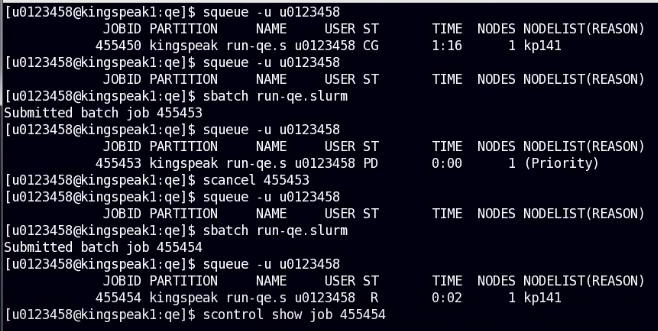 [u0123458@kingspeak1:qe]$ squeue -u u0123458
JOBID PARTITION NAME USER ST TIME NODES NODELIST(REASON)
455450 kingspeak run-qe.s u0123458 CG 1:16 1 kp141
[u0123458@kingspeak1:qe]$ squeue -u u0123458
JOBID PARTITION NAME USER ST TIME NODES NODELIST(REASON)
[u0123458@kingspeak1:qe]$ sbatch run-qe.slurm
Submitted batch job 455453
[u0123458@kingspeak1:qe]$ squeue -u u0123458
JOBID PARTITION NAME USER ST TIME NODES NODELIST(REASON)
455453 kingspeak run-qe.s u0123458 PD 0:00 1 (Priority)
[u0123458@kingspeak1:qe]$ scancel 455453
[u0123458@kingspeak1:qe]$ squeue -u u0123458
JOBID PARTITION NAME USER ST TIME NODES NODELIST(REASON)
[u0123458@kingspeak1:qe]$ sbatch run-qe.slurm
Submitted batch job 455454
[u0123458@kingspeak1:qe]$ squeue -u u0123458
JOBID PARTITION NAME USER ST TIME NODES NODELIST(REASON)
455454 kingspeak run-qe.s u0123458 R 0:02 1 kp141
[u0123458@kingspeak1:qe]$ scontrol show job 455454